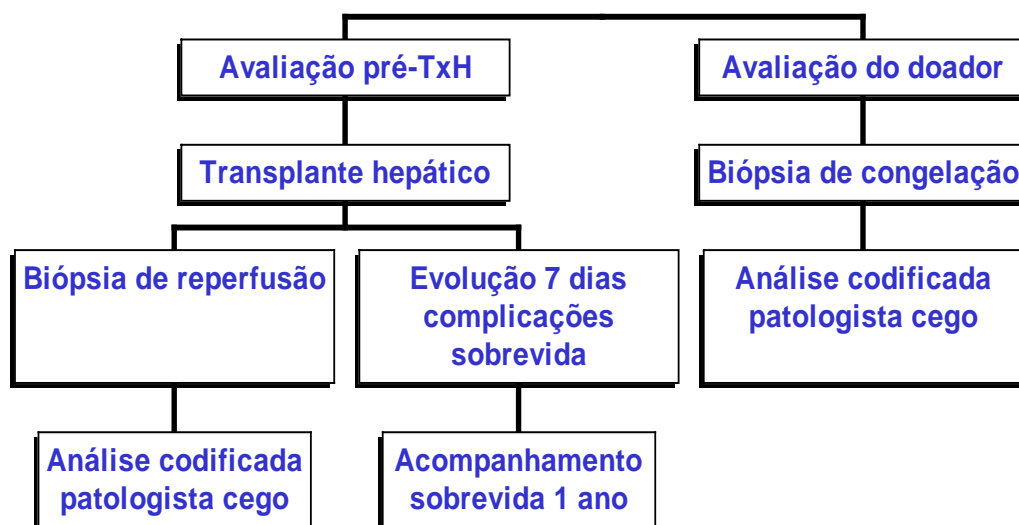 Avaliação pré-TxH
Avaliação do doador
Transplante hepático
Biópsia de congelação
Biópsia de reperfusão
Evolução 7 dias
complicações
sobrevida
Análise codificada
patologista cego
Análise codificada
patologista cego
Acompanhamento
sobrevida 1 ano